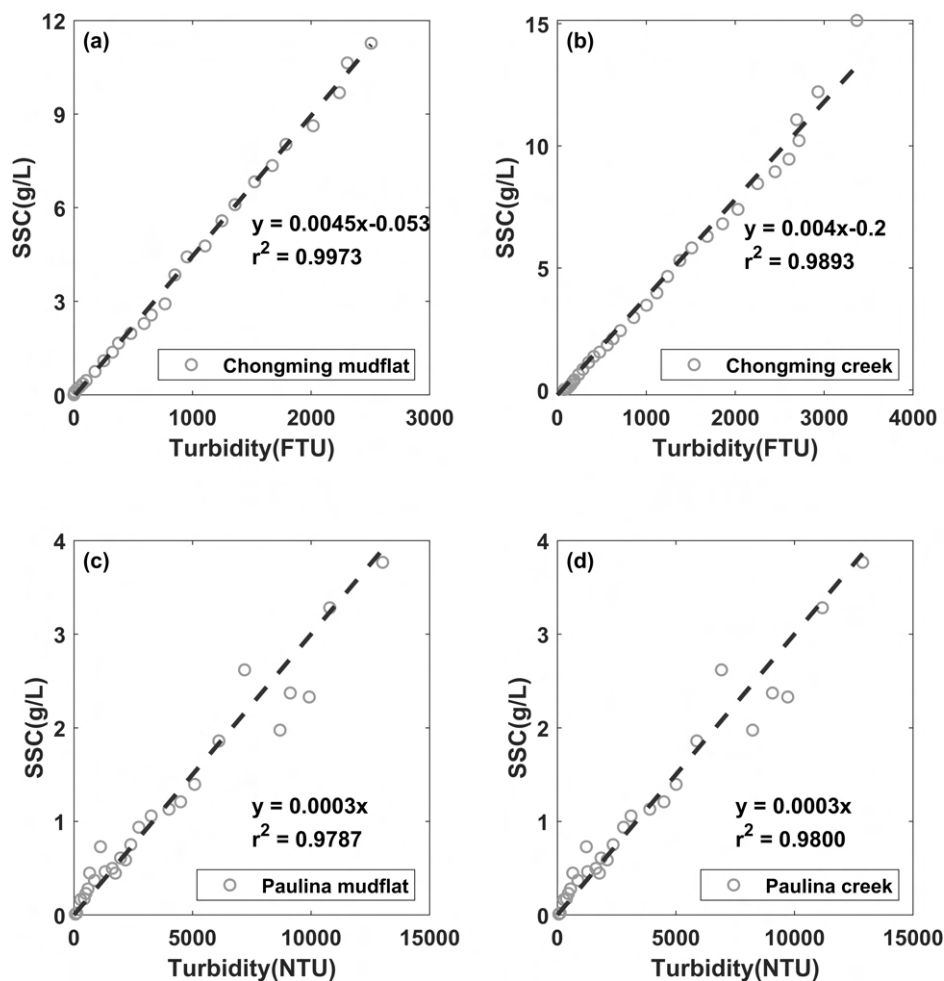 (a)
12
9
6
3
0
SSC(g/L)
y = 0.0045x-0.053
r² = 0.9973
Chongming mudflat
0 1000 2000 3000
Turbidity(FTU)
(b)
15
10
5
0
SSC(g/L)
y = 0.004x-0.2
r² = 0.9893
Chongming creek
0 1000 2000 3000 4000
Turbidity(FTU)
(c)
4
3
2
1
0
SSC(g/L)
y = 0.0003x
r² = 0.9787
Paulina mudflat
0 5000 10000 15000
Turbidity(NTU)
(d)
4
3
2
1
0
SSC(g/L)
y = 0.0003x
r² = 0.9800
Paulina creek
0 5000 10000 15000
Turbidity(NTU)